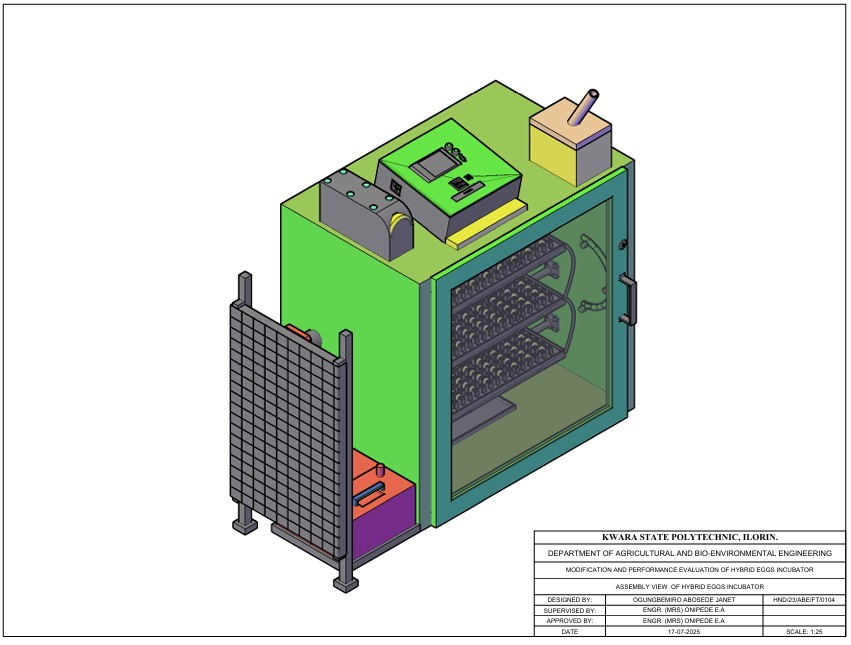 KWARA STATE POLYTECHNIC, ILORIN.
DEPARTMENT OF AGRICULTURAL AND BIO-ENVIRONMENTAL ENGINEERING
MODIFICATION AND PERFORMANCE EVALUATION OF HYBRID EGGS INCUBATOR
ASSEMBLY VIEW OF HYBRID EGGS INCUBATOR
DESIGNED BY: OGUNGBEMIRO ABOSEDE JANET HND/23/ABE/FT/0104
SUPERVISED BY: ENGR. (MRS) ONIPEDE E.A
APPROVED BY: ENGR. (MRS) ONIPEDE E.A
DATE 17-07-2025 SCALE: 1:25